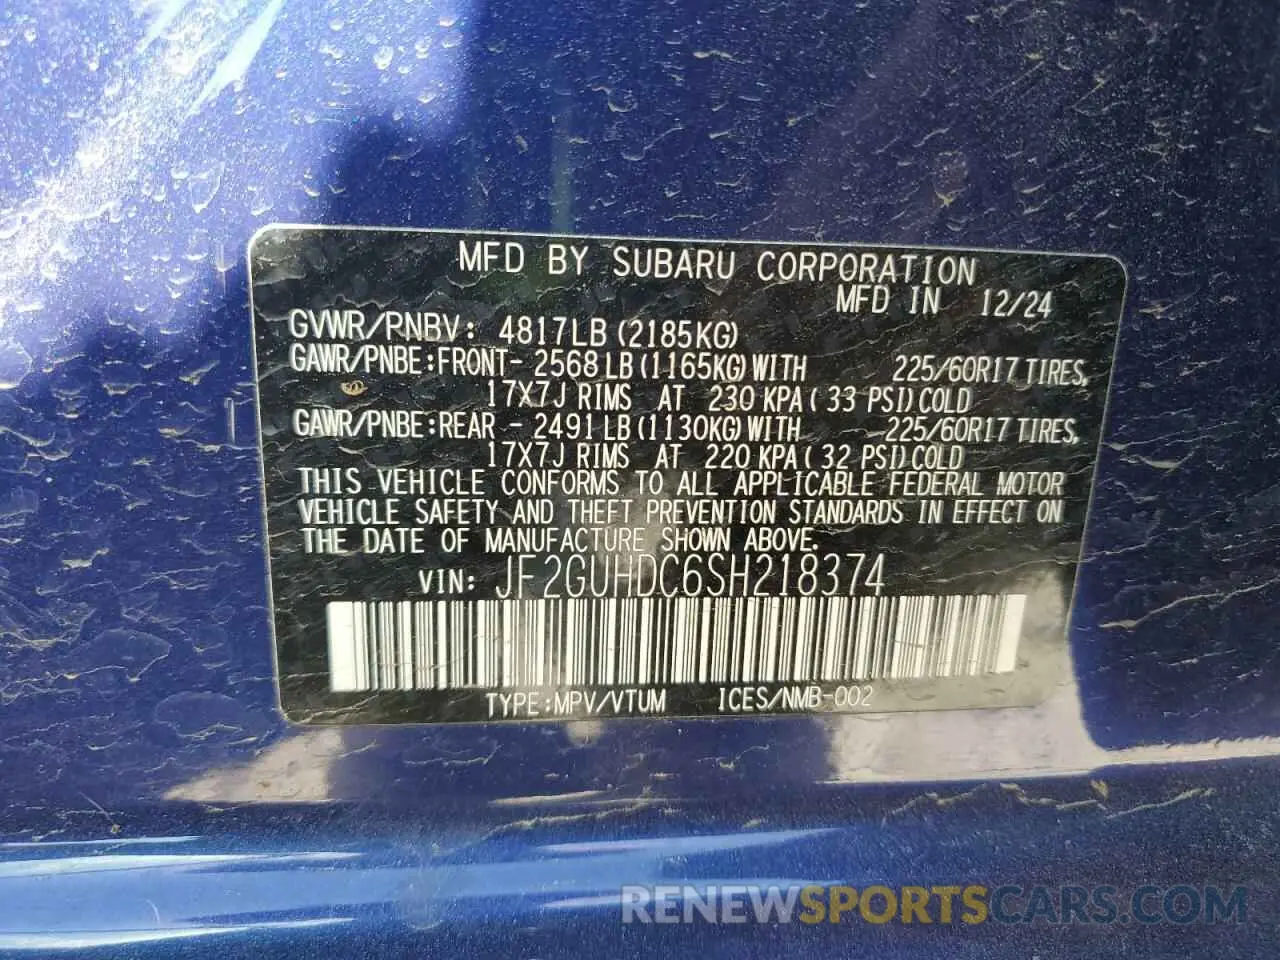 MFD BY SUBARU CORPORATION
MFD IN 12/24
GVWR/PNBV: 4817LB (2185KG)
GAWR/PNBE:FRONT- 2568LB(1165KG)WITH 225/60R17 TIRES,
17X7J RIMS AT 230 KPA( 33 PSI)COLD
GAWR/PNBE:REAR - 2491LB(1130KG)WITH 225/60R17 TIRES,
17X7J RIMS AT 220 KPA( 32 PSI)COLD
THIS VEHICLE CONFORMS TO ALL APPLICABLE FEDERAL MOTOR
VEHICLE SAFETY AND THEFT PREVENTION STANDARDS IN EFFECT ON
THE DATE OF MANUFACTURE SHOWN ABOVE.
VIN: JF2GUHDC6SH218374
TYPE:MPV/VTUM ICES/NMB-002
RENEWSPORTSCARS.COM